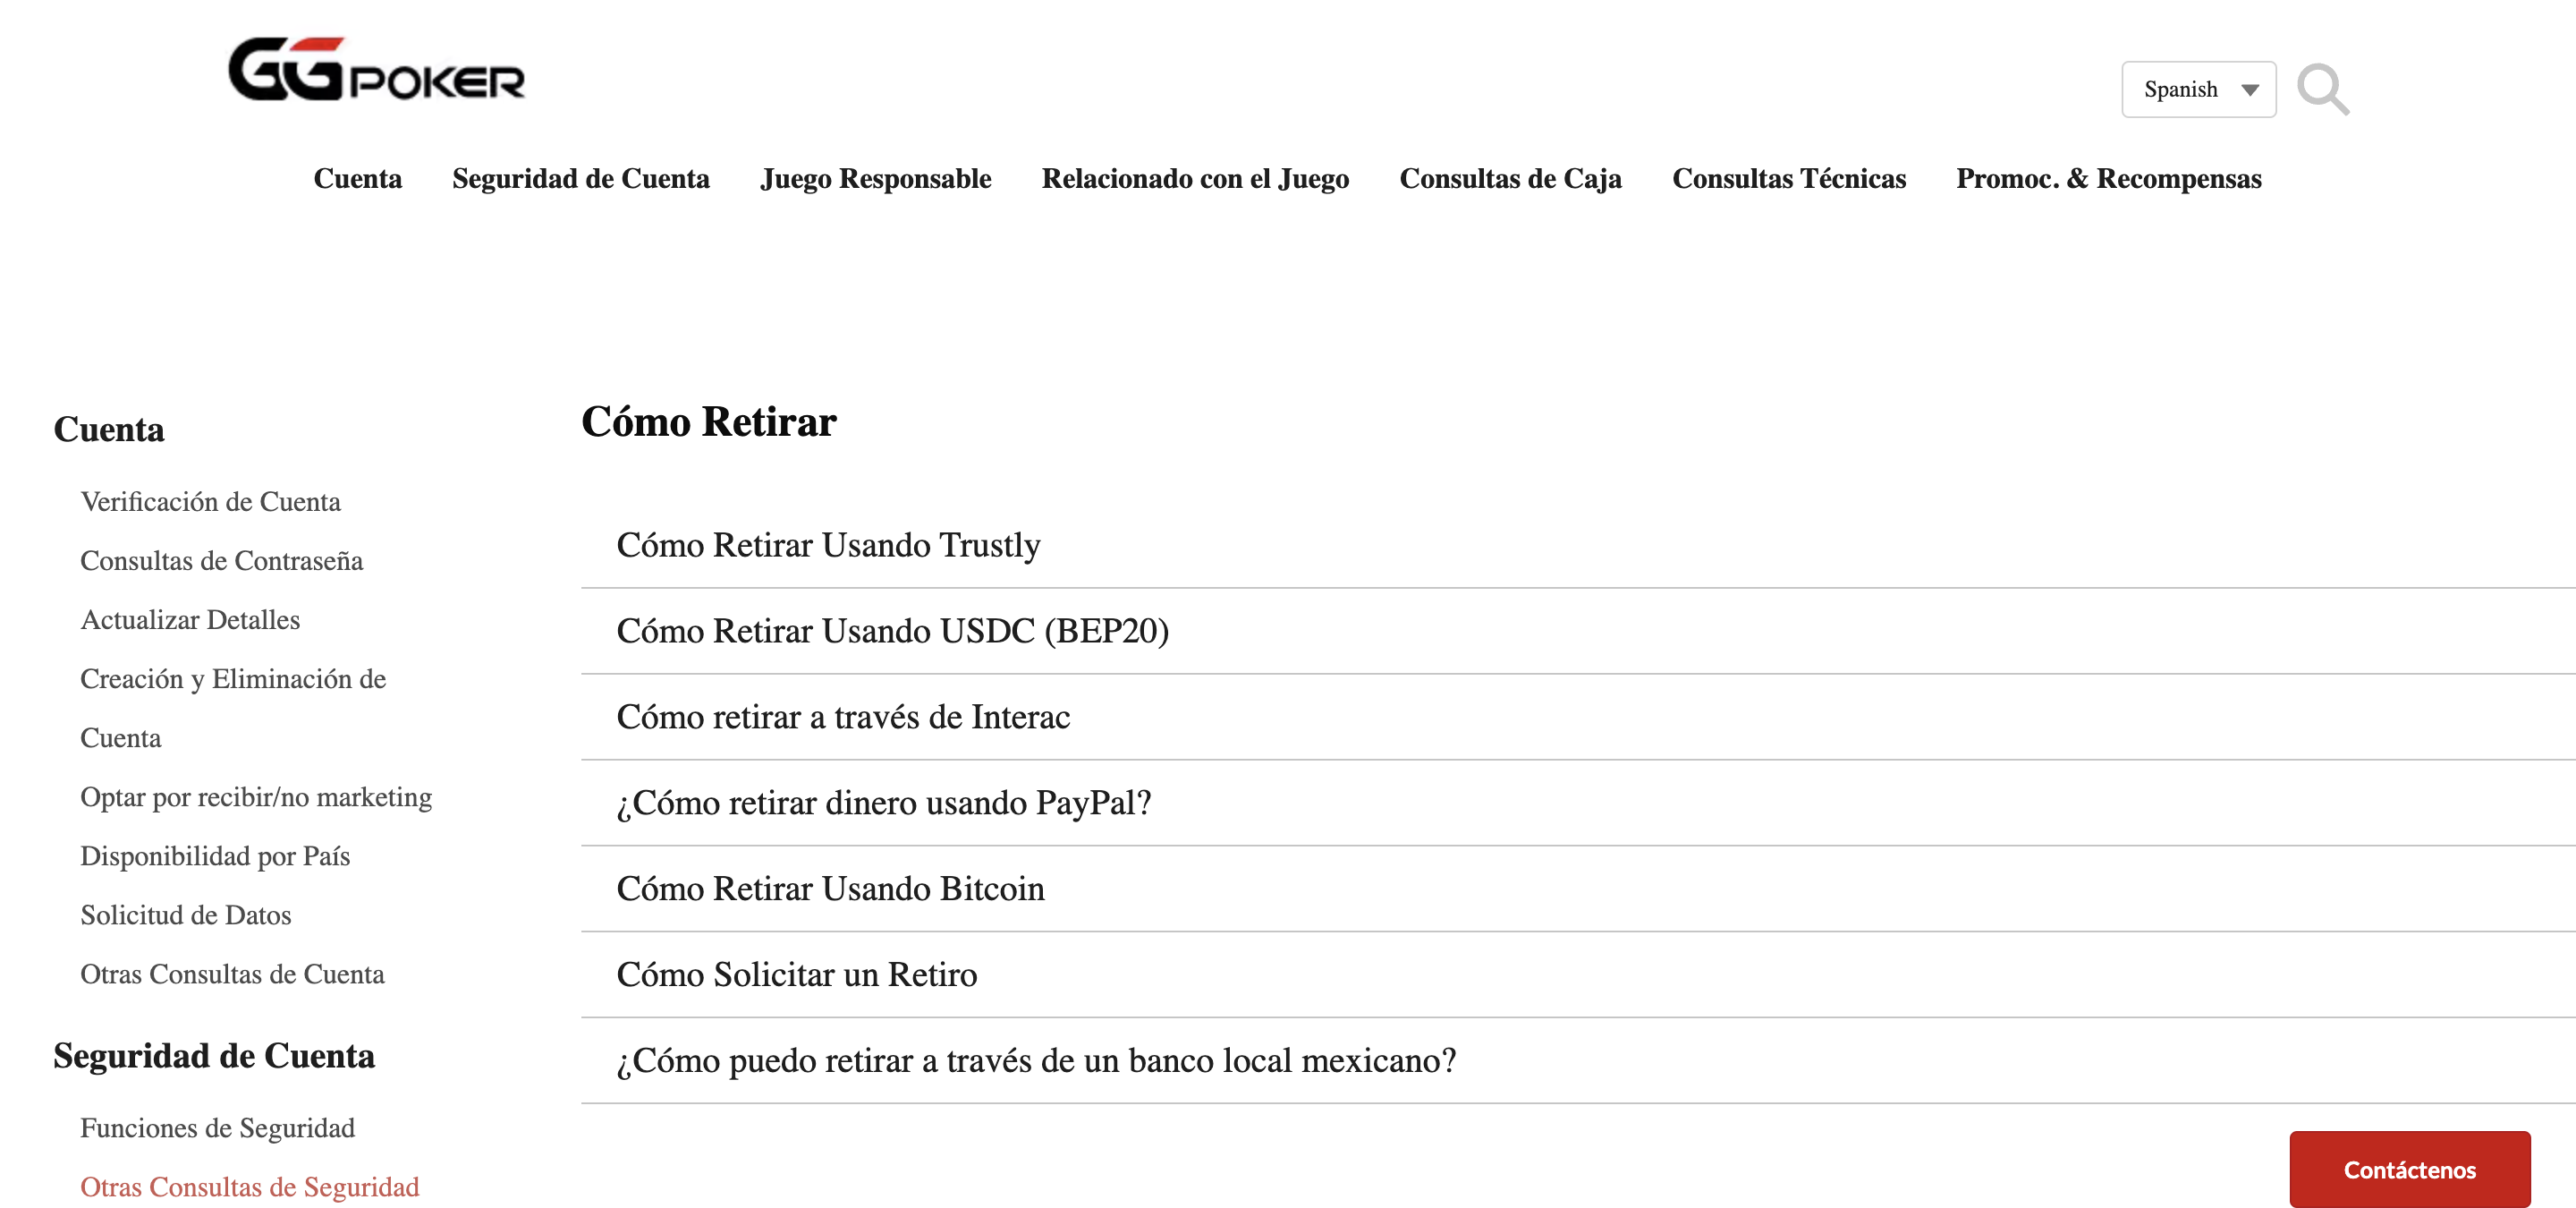 GGPOKER
Spanish
Cuenta Seguridad de Cuenta Juego Responsable Relacionado con el Juego Consultas de Caja Consultas Técnicas Promoc. & Recompensas
Cuenta
Verificación de Cuenta
Consultas de Contraseña
Actualizar Detalles
Creación y Eliminación de
Cuenta
Optar por recibir/no marketing
Disponibilidad por País
Solicitud de Datos
Otras Consultas de Cuenta
Seguridad de Cuenta
Funciones de Seguridad
Otras Consultas de Seguridad
Cómo Retirar
Cómo Retirar Usando Trustly
Cómo Retirar Usando USDC (BEP20)
Cómo retirar a través de Interac
¿Cómo retirar dinero usando PayPal?
Cómo Retirar Usando Bitcoin
Cómo Solicitar un Retiro
¿Cómo puedo retirar a través de un banco local mexicano?
Contáctenos